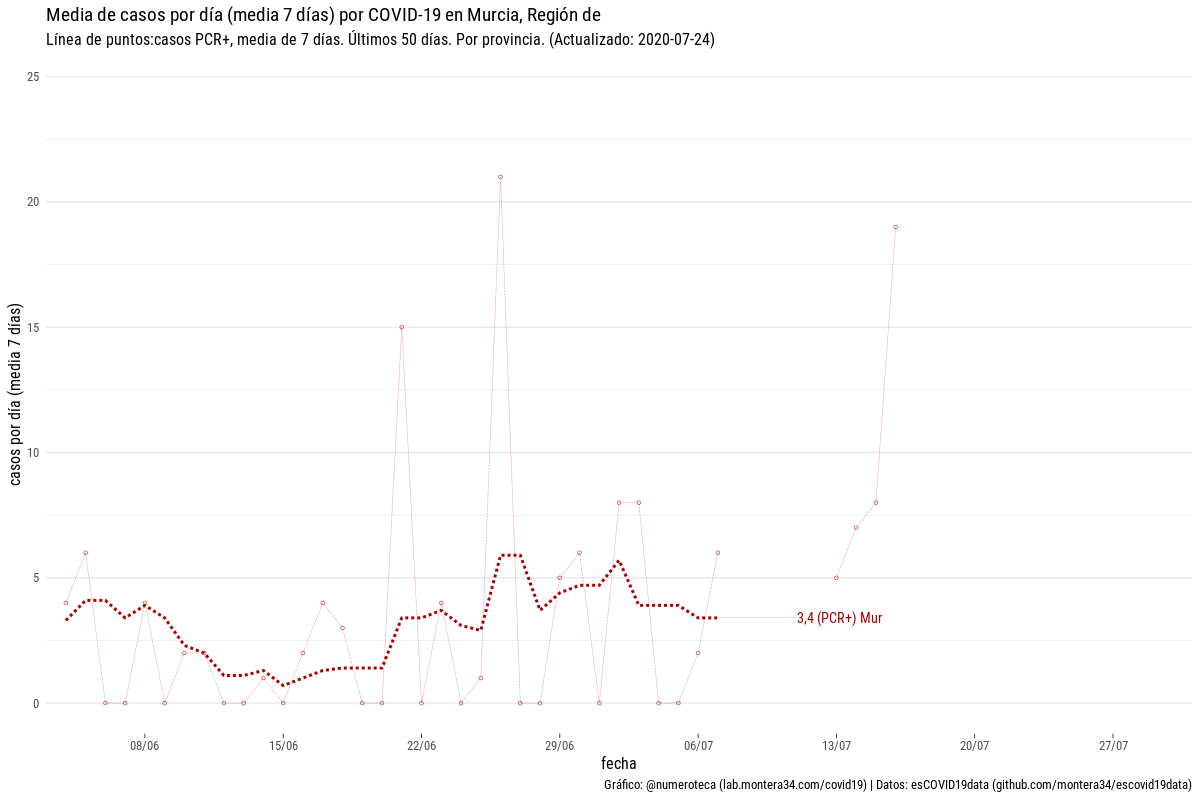 Media de casos por día (media 7 días) por COVID-19 en Murcia, Región de
Línea de puntos:casos PCR+, media de 7 días. Últimos 50 días. Por provincia. (Actualizado: 2020-07-24)
casos por día (media 7 días)
25
20
15
10
5
0
3,4 (PCR+) Mur
08/06
15/06
22/06
29/06
06/07
13/07
20/07
27/07
fecha
Gráfico: @numeroteca (lab.montera34.com/covid19) | Datos: esCOVID19data (github.com/montera34/escovid19data)